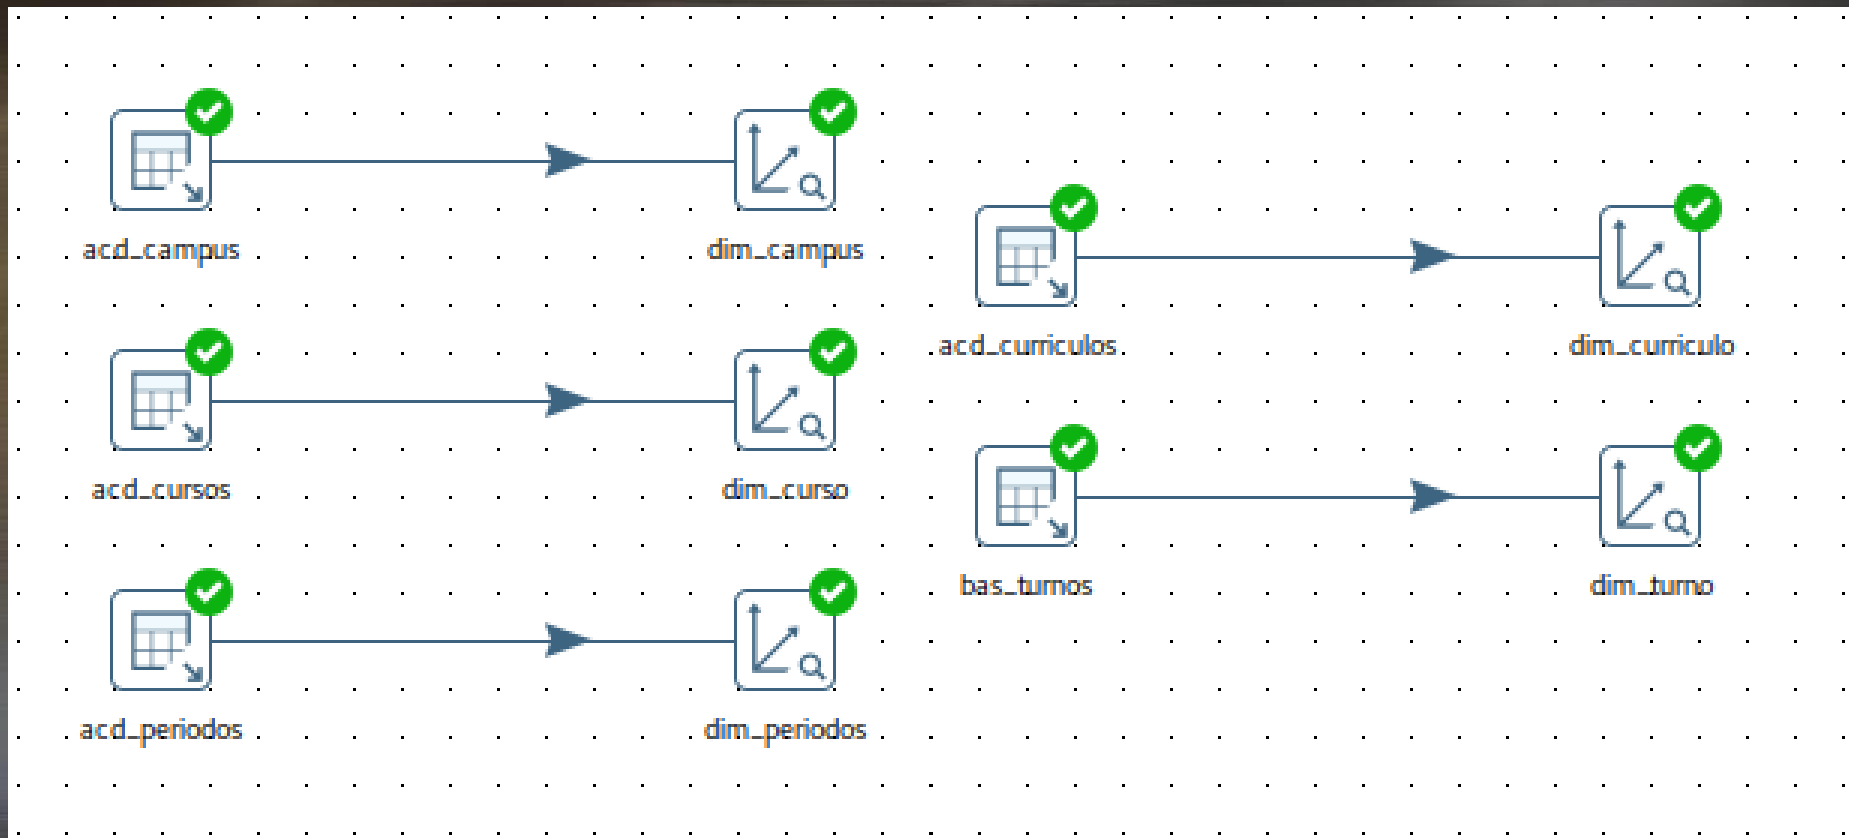 acd_campus
dim_campus
acd_cursos
dim_curso
acd_periodos
dim_periodos
acd_curriculos
dim_curriculo
bas_turnos
dim_turno